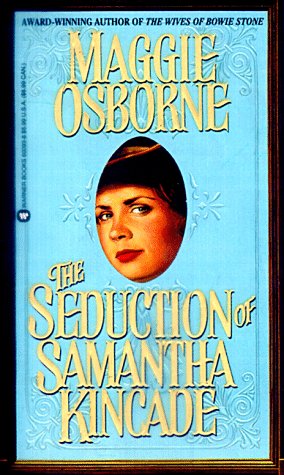 AWARD-WINNING AUTHOR OF THE WIVES OF BOWIE STONE
MAGGIE
OSBORNE
THE
SEDUCTION OF
SAMANTHA
KINCADE